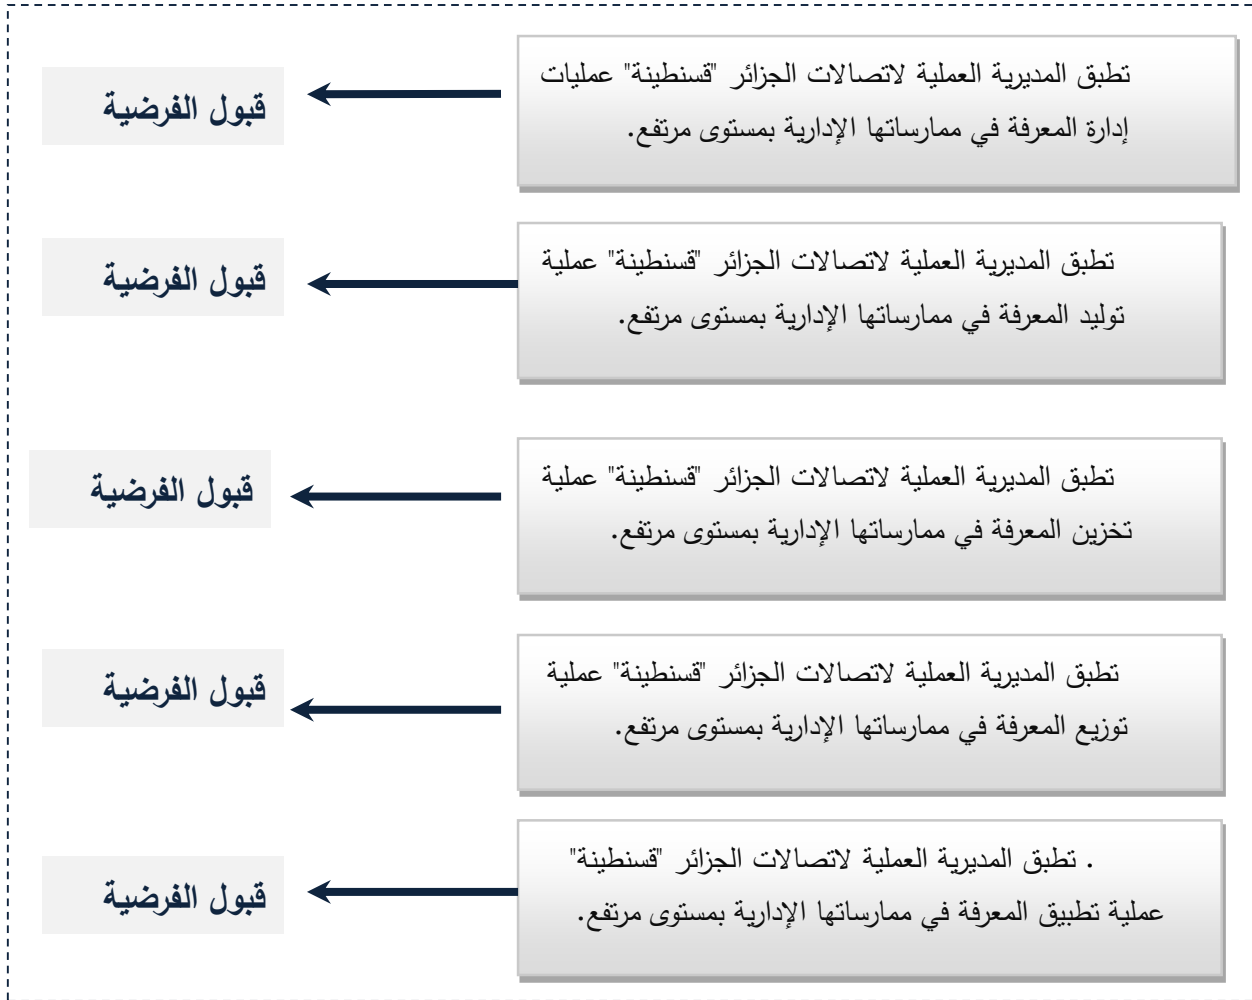 تطبق المديرية العملية لاتصالات الجزائر "قسنطينة" عمليات
إدارة المعرفة في ممارساتها الإدارية بمستوى مرتفع.
قبول الفرضية
تطبق المديرية العملية لاتصالات الجزائر "قسنطينة" عملية
توليد المعرفة في ممارساتها الإدارية بمستوى مرتفع.
قبول الفرضية
تطبق المديرية العملية لاتصالات الجزائر "قسنطينة" عملية
تخزين المعرفة في ممارساتها الإدارية بمستوى مرتفع.
قبول الفرضية
تطبق المديرية العملية لاتصالات الجزائر "قسنطينة" عملية
توزيع المعرفة في ممارساتها الإدارية بمستوى مرتفع.
قبول الفرضية
. تطبق المديرية العملية لاتصالات الجزائر "قسنطينة"
عملية تطبيق المعرفة في ممارساتها الإدارية بمستوى مرتفع.
قبول الفرضية